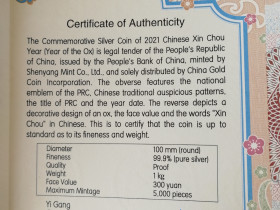 Certificate of Authenticity
The Commemorative Silver Coin of 2021 Chinese Xin Chou
Year (Year of the Ox) is legal tender of the People's Republic
of China, issued by the People's Bank of China, minted by
Shenyang Mint Co., Ltd., and solely distributed by China Gold
Coin Incorporation. The obverse features the national
emblem of the PRC, Chinese traditional auspicious patterns,
the title of PRC and the year date. The reverse depicts a
decorative design of an ox, the face value and the words "Xin
Chou" in Chinese. This is to certify that the coin is up to
standard as to its fineness and weight.
Diameter 100 mm (round)
Fineness 99.9% (pure silver)
Quality Proof
Weight 1 kg
Face Value 300 yuan
Maximum Mintage 5,000 pieces
Yi Gang